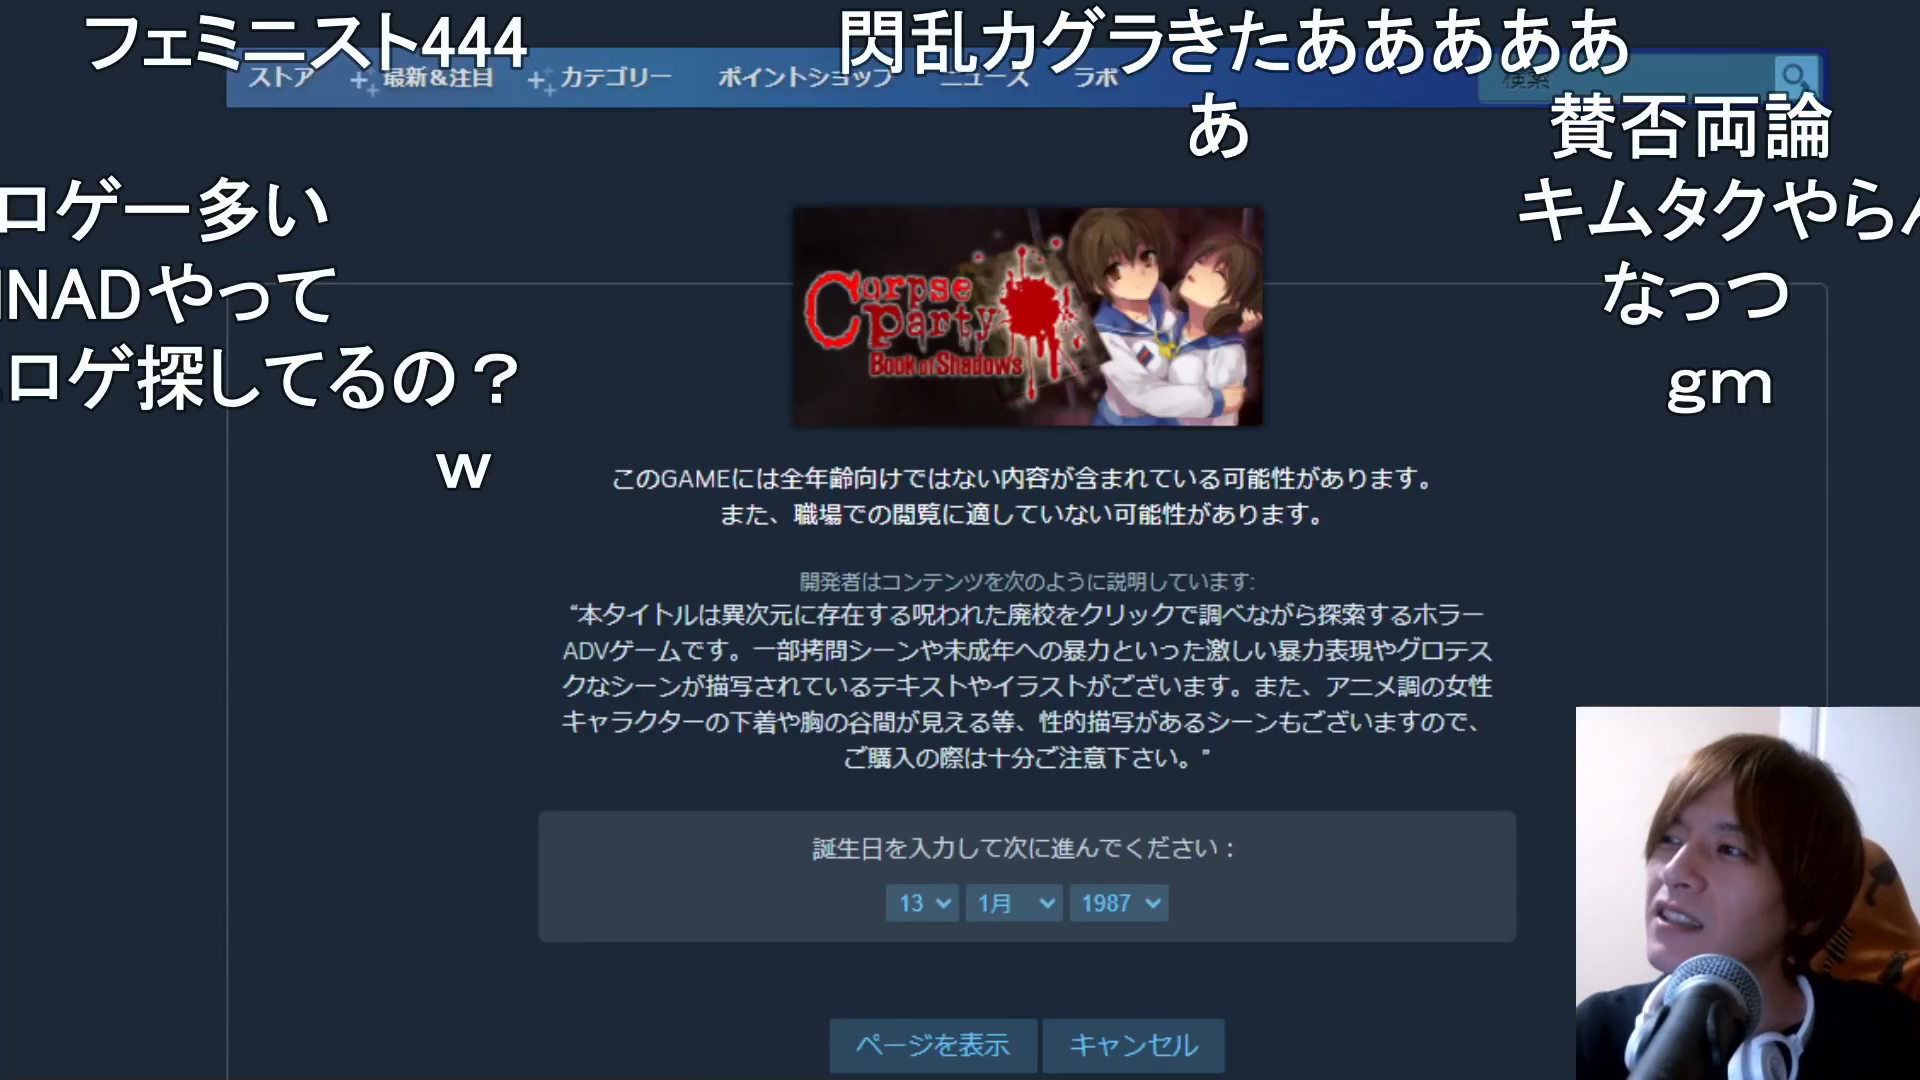 フェミニスト444
閃乱カグラきたあああああ
ストア
最新&注目
カテゴリー
ポイントショップ
ニュース
ラボ
検索
あ
賛否両論
ロゲー多い
キムタクやらん
NADやって
なっつ
ロゲ探してるの？
gm
w
Corpse
Party
Book of Shadows
このGAMEには全年齢向けではない内容が含まれている可能性があります。
また、職場での閲覧に適していない可能性があります。
開発者はコンテンツを次のように説明しています:
“本タイトルは異次元に存在する呪われた廃校をクリックで調べながら探索するホラー
ADVゲームです。一部拷問シーンや未成年への暴力といった激しい暴力表現やグロテス
クなシーンが描写されているテキストやイラストがございます。また、アニメ調の女性
キャラクターの下着や胸の谷間が見える等、性的描写があるシーンもございますので、
ご購入の際は十分ご注意下さい。”
誕生日を入力して次に進んでください：
13 1月 1987
ページを表示 キャンセル